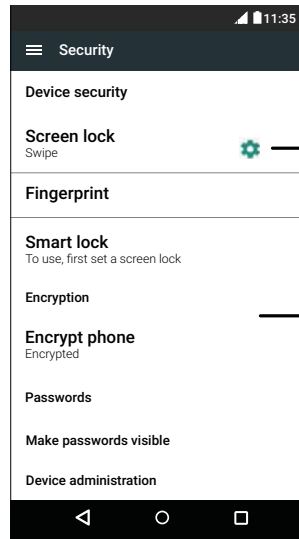 11:35
Security
Device security
Screen lock
Swipe
Fingerprint
Smart lock
To use, first set a screen lock
Encryption
Encrypt phone
Encrypted
Passwords
Make passwords visible
Device administration